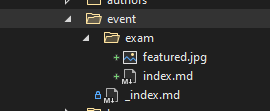 authors
event
exam
featured.jpg
index.md
_index.md